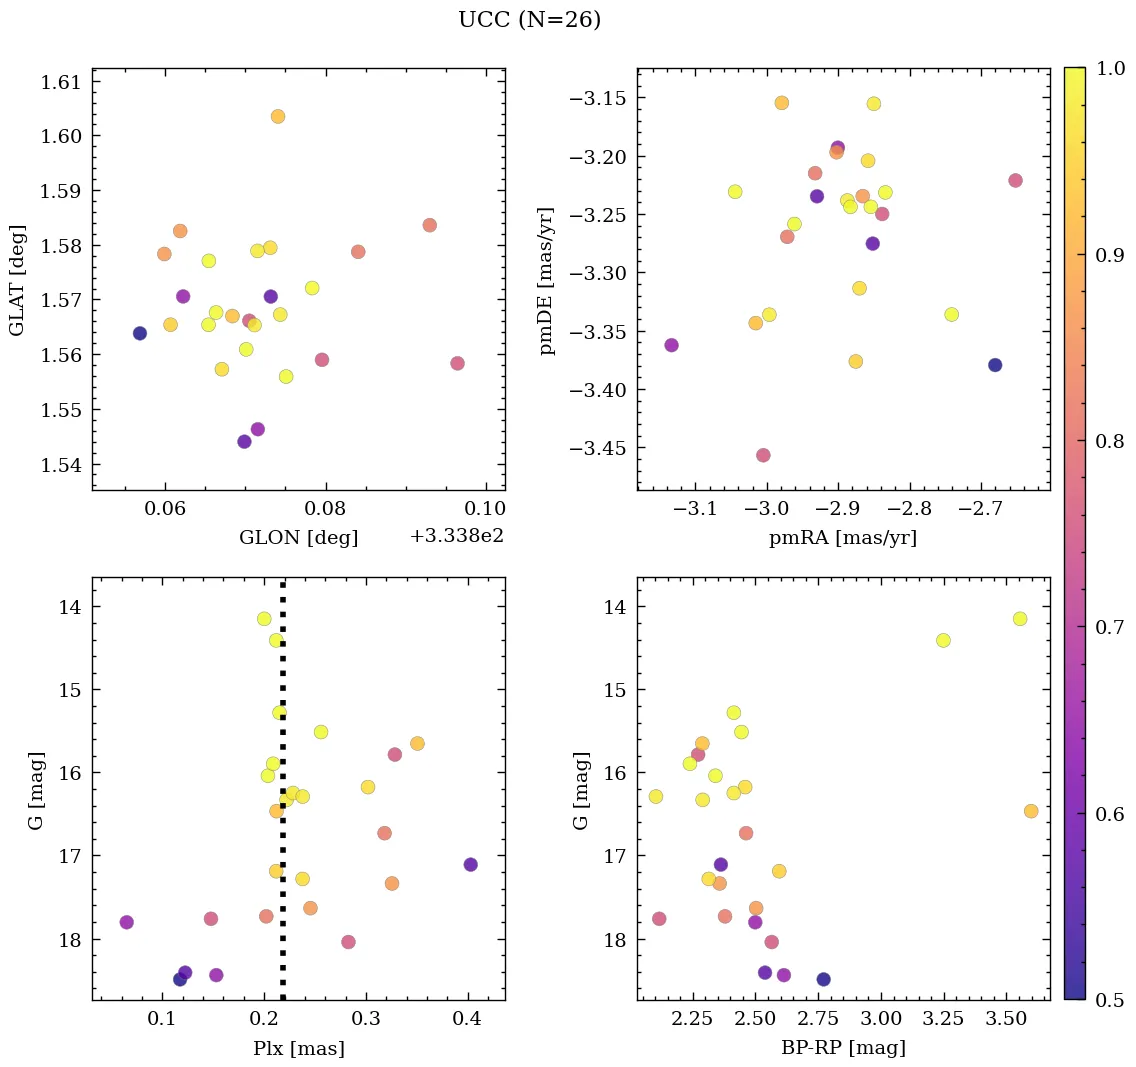 UCC (N=26)
1.61
1.60
1.59
1.58
1.57
1.56
1.55
1.54
GLAT [deg]
0.06 0.08 0.10
GLON [deg] +3.338e2
−3.15
−3.20
−3.25
−3.30
−3.35
−3.40
−3.45
pmDE [mas/yr]
−3.1 −3.0 −2.9 −2.8 −2.7
pmRA [mas/yr]
14
15
16
17
18
G [mag]
0.1 0.2 0.3 0.4
Plx [mas]
14
15
16
17
18
G [mag]
2.25 2.50 2.75 3.00 3.25 3.50
BP-RP [mag]
1.0
0.9
0.8
0.7
0.6
0.5